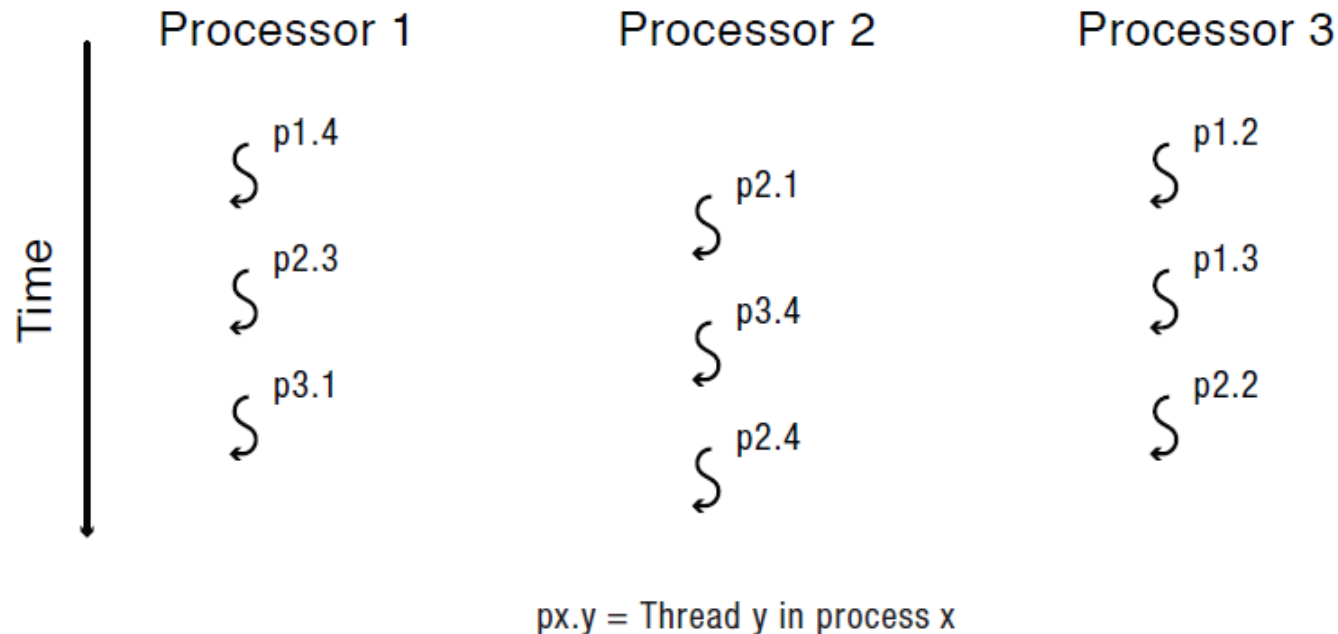 Processor 1 Processor 2 Processor 3
p1.4 p1.2
p2.1
Time
p2.3 p1.3
p3.4
p3.1 p2.2
p2.4
px.y = Thread y in process x